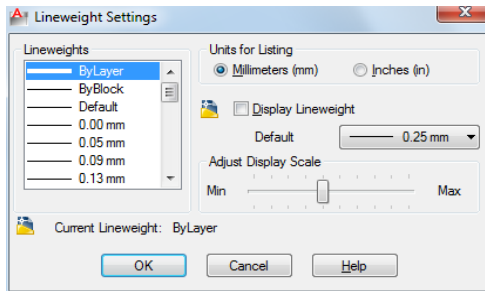 Lineweight Settings
Lineweights
ByLayer
ByBlock
Default
0.00 mm
0.05 mm
0.09 mm
0.13 mm
Units for Listing
Millimeters (mm)
Inches (in)
Display Lineweight
Default
0.25 mm
Adjust Display Scale
Min
Max
Current Lineweight: ByLayer
OK
Cancel
Help